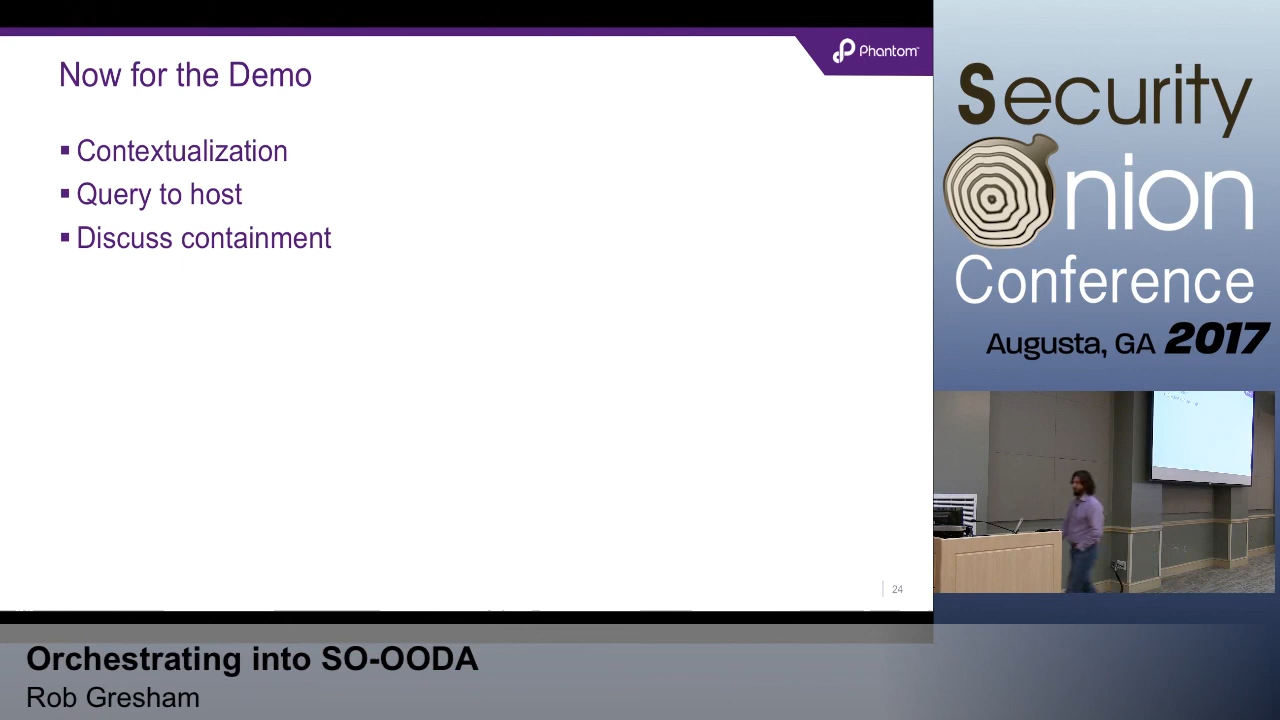 Now for the Demo
Phantom
▪ Contextualization
▪ Query to host
▪ Discuss containment
24
Security
Onion
Conference
Augusta, GA 2017
Orchestrating into SO-OODA
Rob Gresham